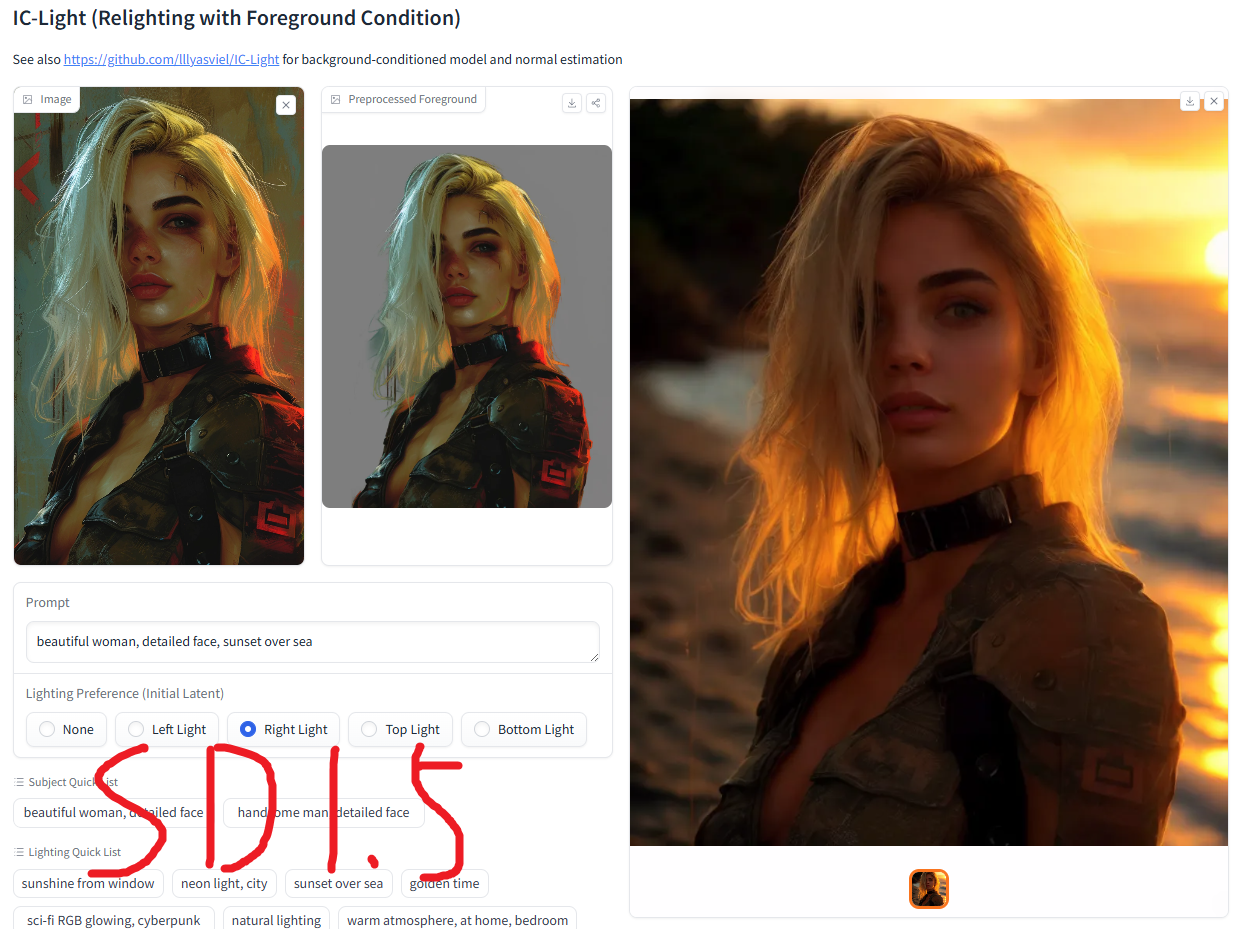 IC-Light (Relighting with Foreground Condition)
See also https://github.com/lllyasviel/IC-Light for background-conditioned model and normal estimation
Image
Preprocessed Foreground
Prompt
beautiful woman, detailed face, sunset over sea
Lighting Preference (Initial Latent)
None Left Light Right Light Top Light Bottom Light
SD1.5
Subject Quick List
beautiful woman, detailed face handsome man, detailed face
Lighting Quick List
sunshine from window neon light, city sunset over sea golden time
sci-fi RGB glowing, cyberpunk natural lighting warm atmosphere, at home, bedroom